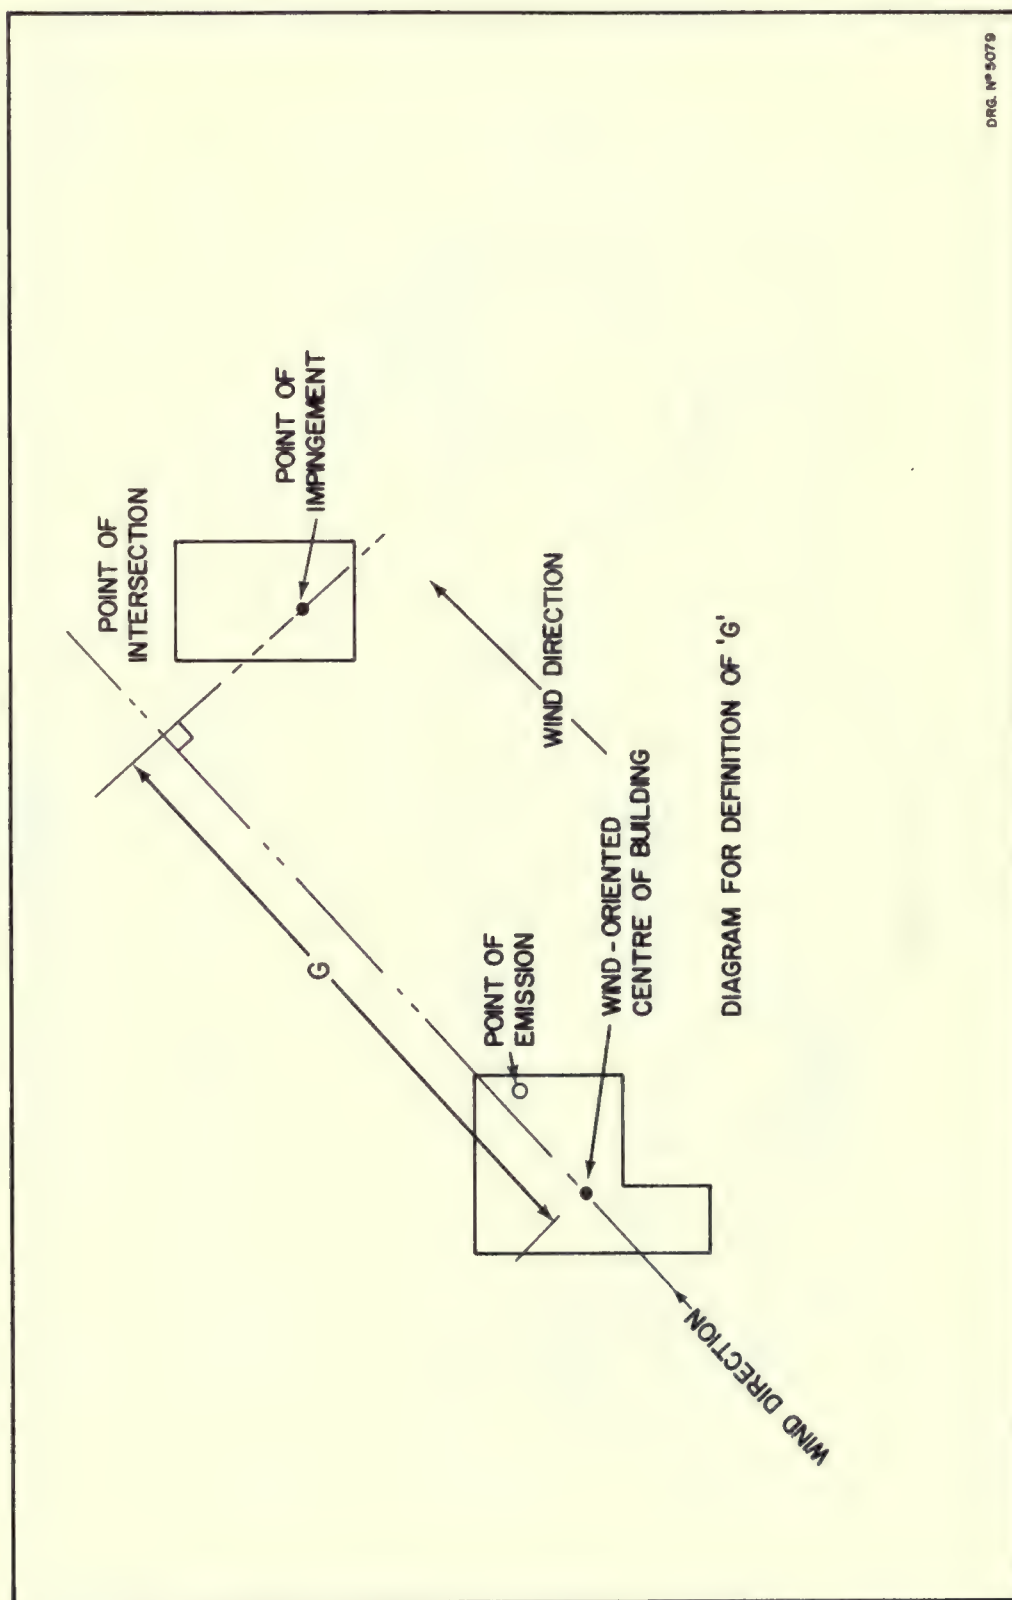 POINT OF
INTERSECTION
POINT OF
IMPINGEMENT
G
WIND DIRECTION
POINT OF
EMISSION
WIND-ORIENTED
CENTRE OF BUILDING
WIND DIRECTION
DIAGRAM FOR DEFINITION OF 'G'
DRG. Nº 5079